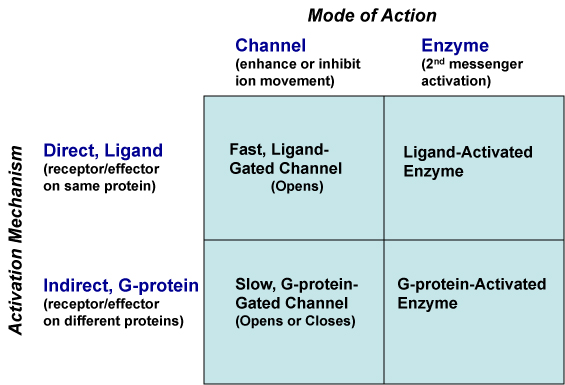 Mode of Action
Channel
(enhance or inhibit
ion movement)
Enzyme
(2nd messenger
activation)
Activation Mechanism
Direct, Ligand
(receptor/effector
on same protein)
Fast, Ligand-
Gated Channel
(Opens)
Ligand-Activated
Enzyme
Indirect, G-protein
(receptor/effector
on different proteins)
Slow, G-protein-
Gated Channel
(Opens or Closes)
G-protein-Activated
Enzyme